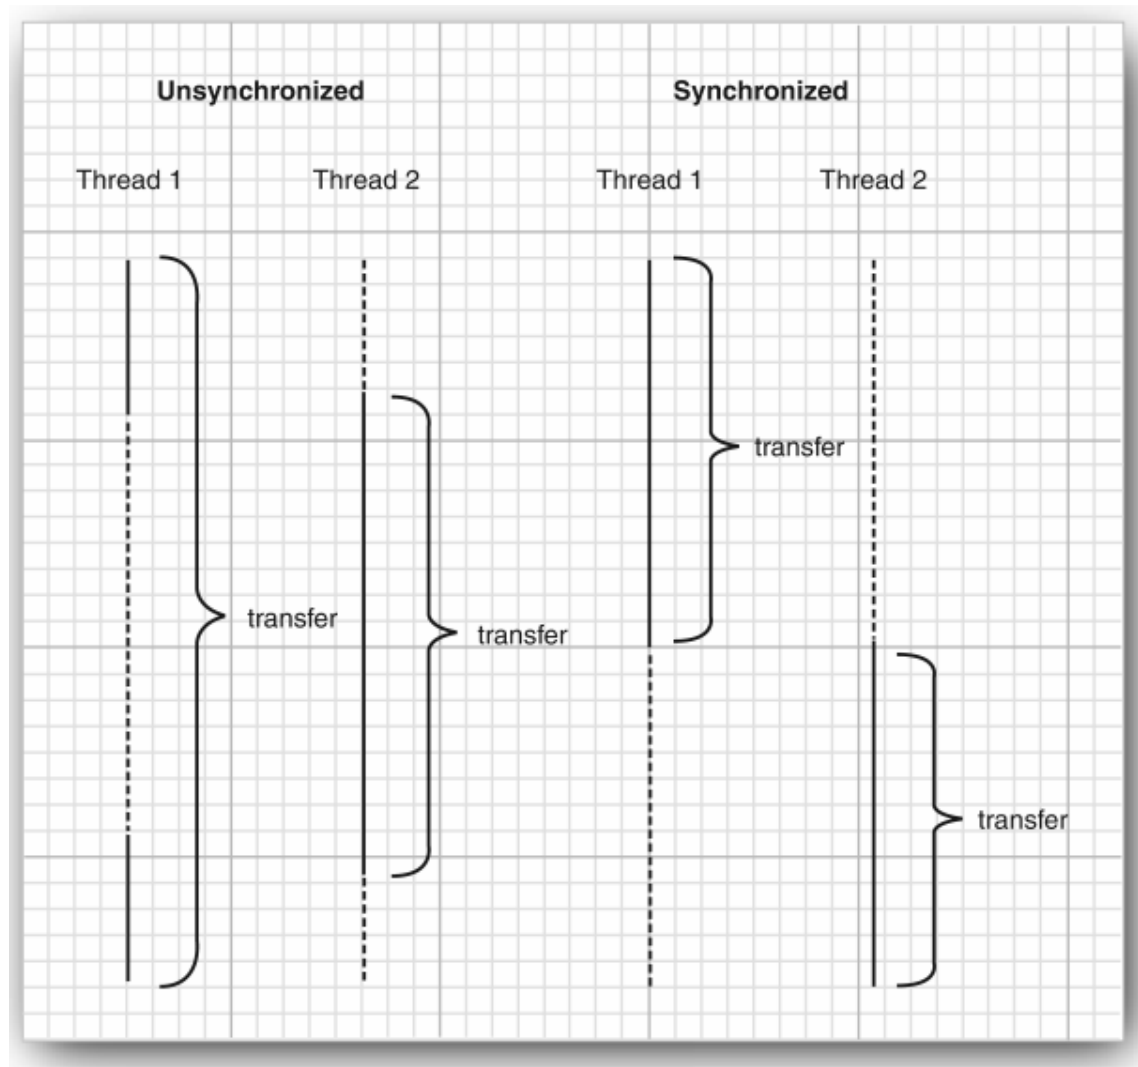 Unsynchronized
Synchronized
Thread 1
Thread 2
Thread 1
Thread 2
transfer
transfer
transfer
transfer